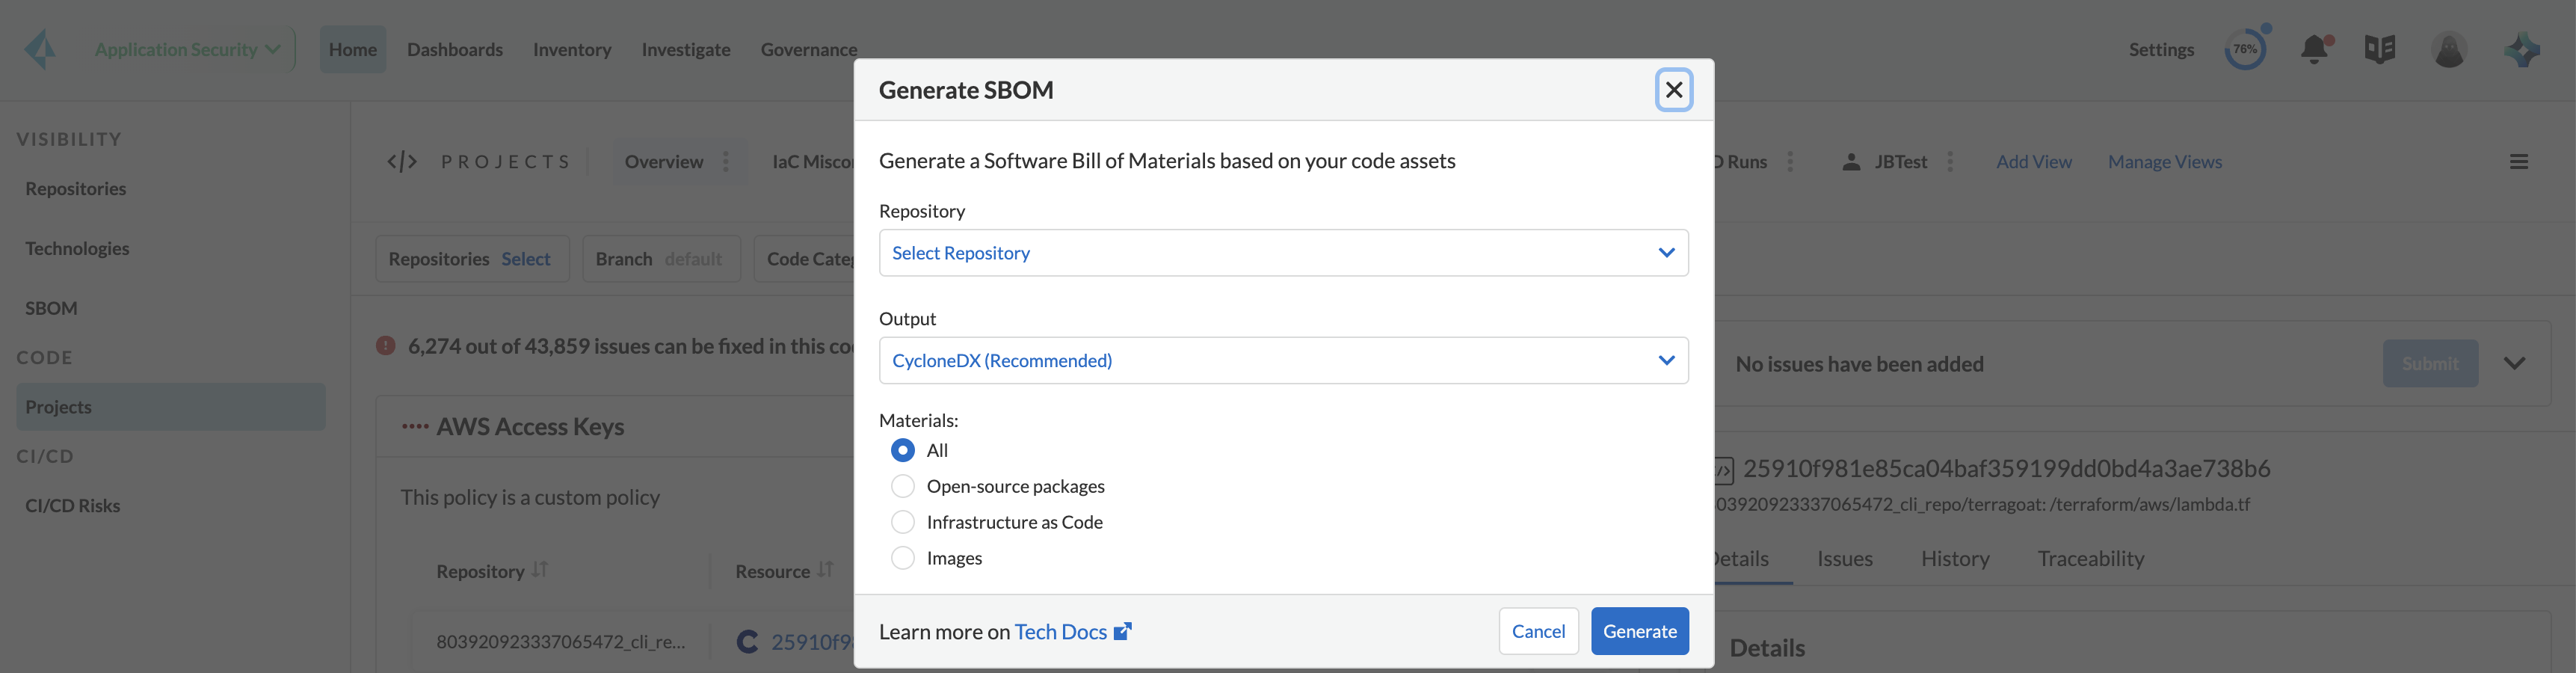 Application Security
Home
Dashboards
Inventory
Investigate
Governance
Settings
76%
VISIBILITY
Repositories
Technologies
SBOM
CODE
Projects
CI/CD
CI/CD Risks
PROJECTS
Overview
IaC
Runs
JBTest
Add View
Manage Views
Repositories Select
Branch default
Code
6,274 out of 43,859 issues can be fixed in this
AWS Access Keys
This policy is a custom policy
Repository
Resource
803920923337065472_cli_re...
25910f9
Generate SBOM
Generate a Software Bill of Materials based on your code assets
Repository
Select Repository
Output
CycloneDX (Recommended)
Materials:
All
Open-source packages
Infrastructure as Code
Images
Learn more on Tech Docs
Cancel
Generate
No issues have been added
Submit
25910f981e85ca04baf359199dd0bd4a3ae738b6
03920923337065472_cli_repo/terragoat: /terraform/aws/lambda.tf
Details
Issues
History
Traceability
Details